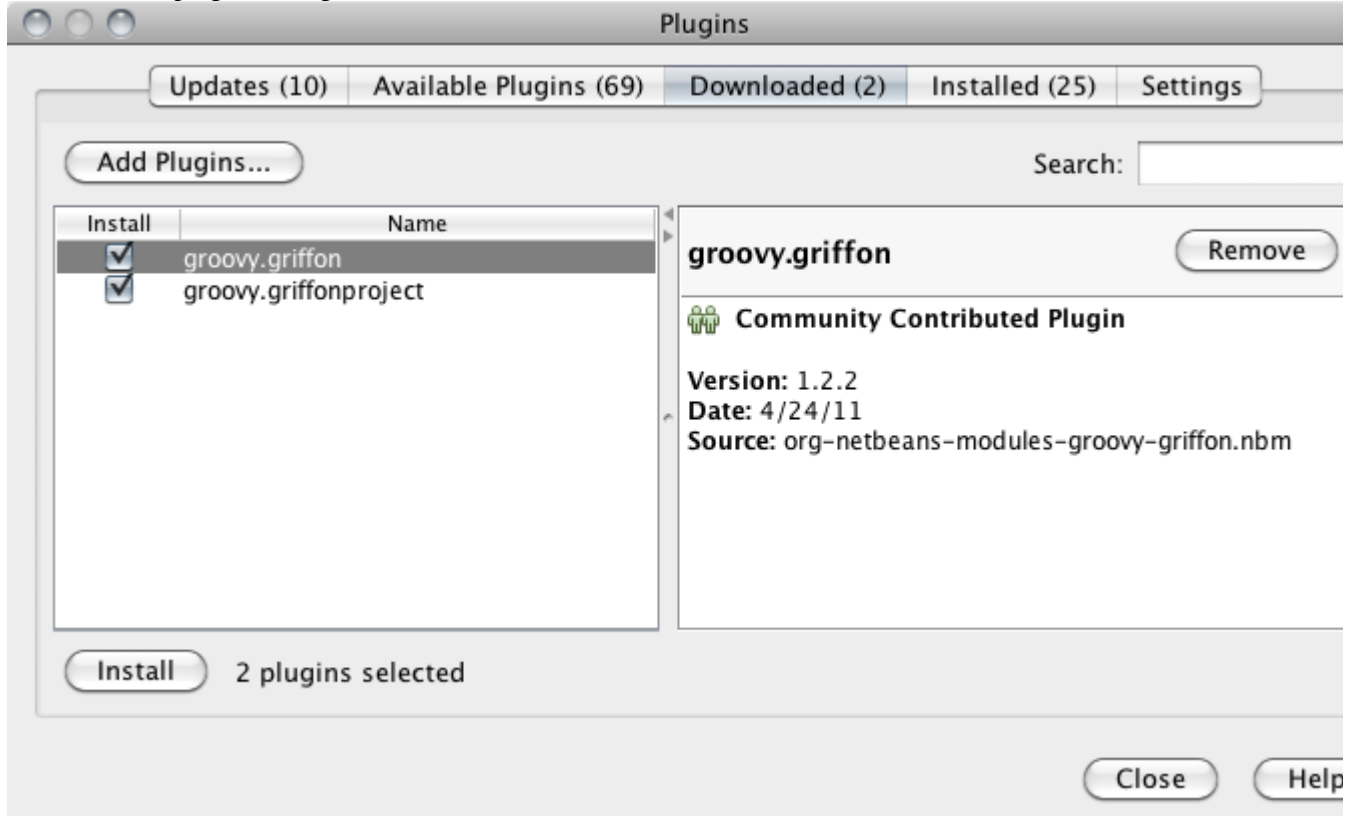 Plugins
Updates (10) Available Plugins (69) Downloaded (2) Installed (25) Settings
Add Plugins... Search:
Install Name
groovy.griffon
groovy.griffonproject
groovy.griffon Remove
Community Contributed Plugin
Version: 1.2.2
Date: 4/24/11
Source: org-netbeans-modules-groovy-griffon.nbm
Install 2 plugins selected
Close Help